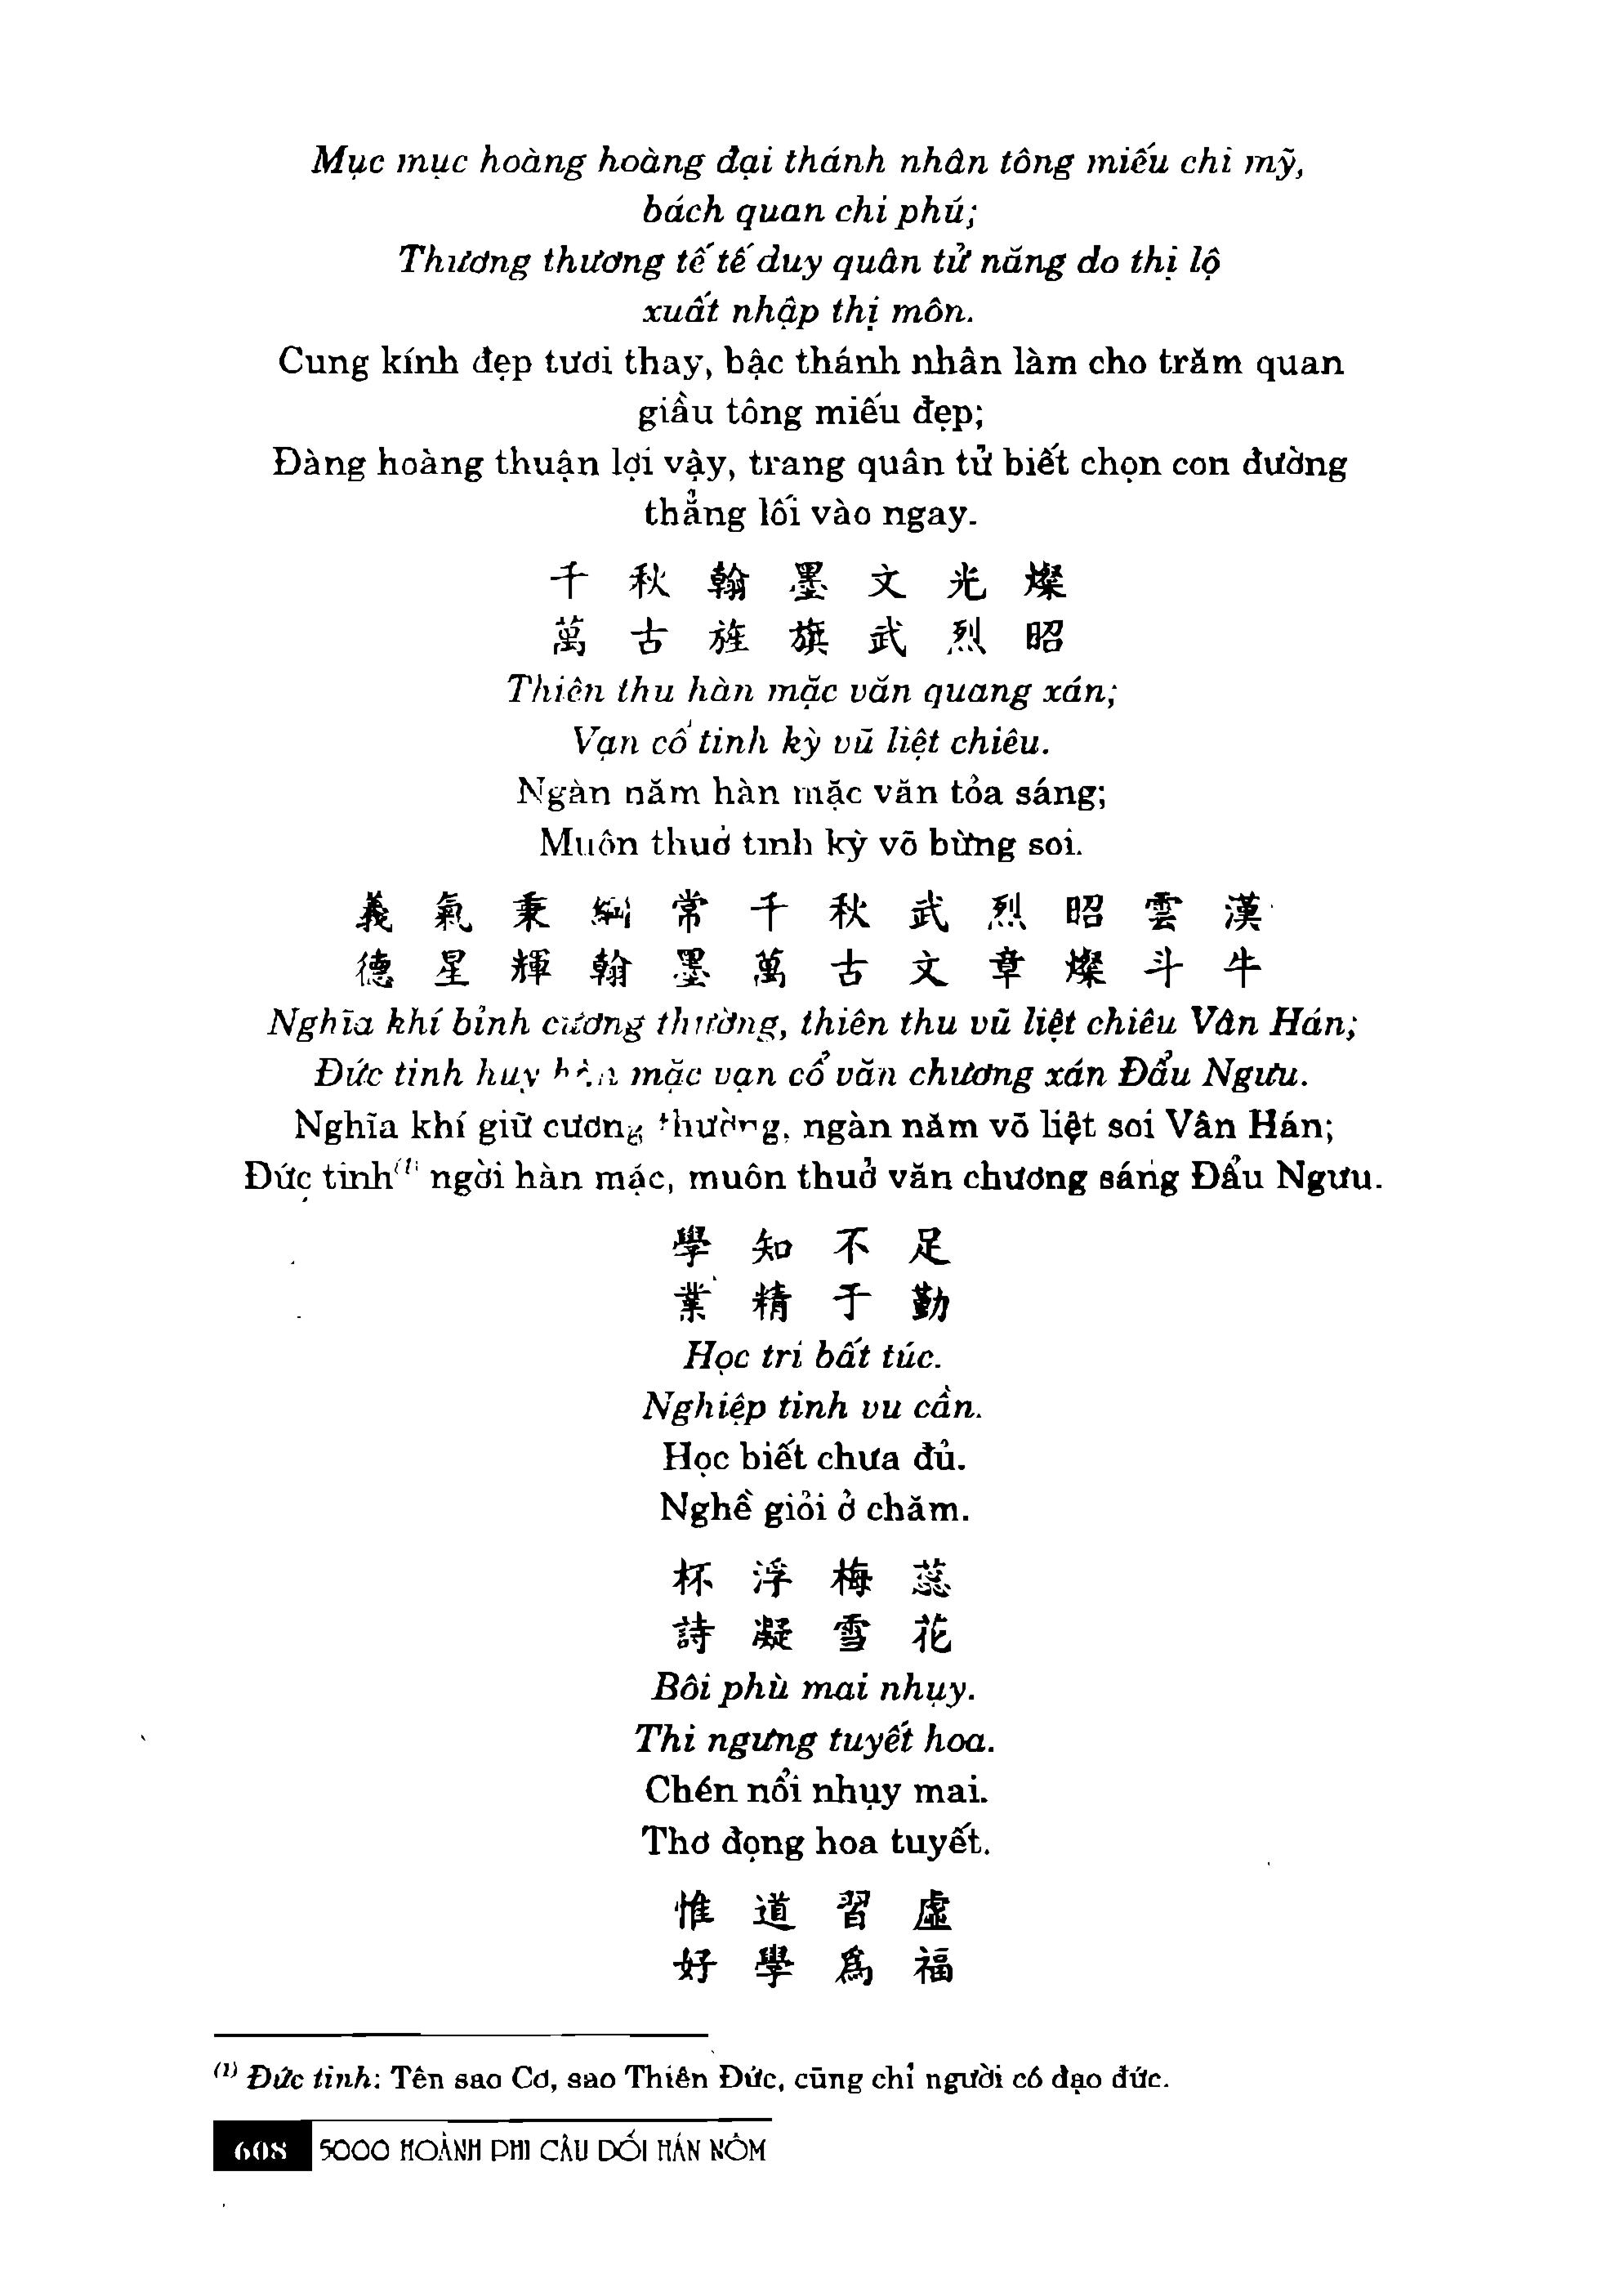 Mục mục hoàng hoàng đại thánh nhân tông miếu chi mỹ,
bách quan chi phú;
Thương thương tế tế duy quân tử năng do thị lộ
xuất nhập thị môn.
Cung kính đẹp tươi thay, bậc thánh nhân làm cho trăm quan
giầu tông miếu đẹp;
Đàng hoàng thuận lợi vậy, trang quân tử biết chọn con đường
thẳng lối vào ngay.
千秋翰墨文光燦
萬古旌旗武烈昭
Thiên thu hàn mặc văn quang xán;
Vạn cổ tinh kỳ vũ liệt chiêu.
Ngàn năm hàn mặc văn tỏa sáng;
Muôn thuở tinh kỳ võ bừng soi.
義氣秉綱常千秋武烈昭雲漢
德星輝翰墨萬古文章燦斗牛
Nghĩa khí bỉnh cương thường, thiên thu vũ liệt chiêu Vân Hán;
Đức tinh huy hàn mặc vạn cổ văn chương xán Đẩu Ngưu.
Nghĩa khí giữ cương thường, ngàn năm võ liệt soi Vân Hán;
Đức tinh(1) ngời hàn mặc, muôn thuở văn chương sáng Đẩu Ngưu.
學知不足
業精于勤
Học tri bất túc.
Nghiệp tinh vu cần.
Học biết chưa đủ.
Nghề giỏi ở chăm.
杯浮梅蕊
詩凝雪花
Bôi phù mai nhụy.
Thi ngưng tuyết hoa.
Chén nổi nhụy mai.
Thơ đọng hoa tuyết.
惟道習虛
好學爲福
(1) Đức tinh: Tên sao Cơ, sao Thiên Đức, cũng chỉ người có đạo đức.
608 5000 HOÀNH PHI CÂU ĐỐI HÁN NÔM